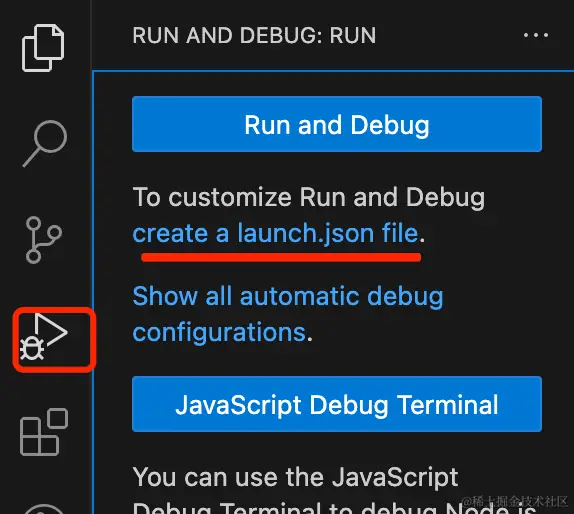 RUN AND DEBUG: RUN
Run and Debug
To customize Run and Debug
create a launch.json file.
Show all automatic debug
configurations.
JavaScript Debug Terminal
You can use the JavaScript
Debug Terminal to debug Node.js
@稀土掘金技术社区